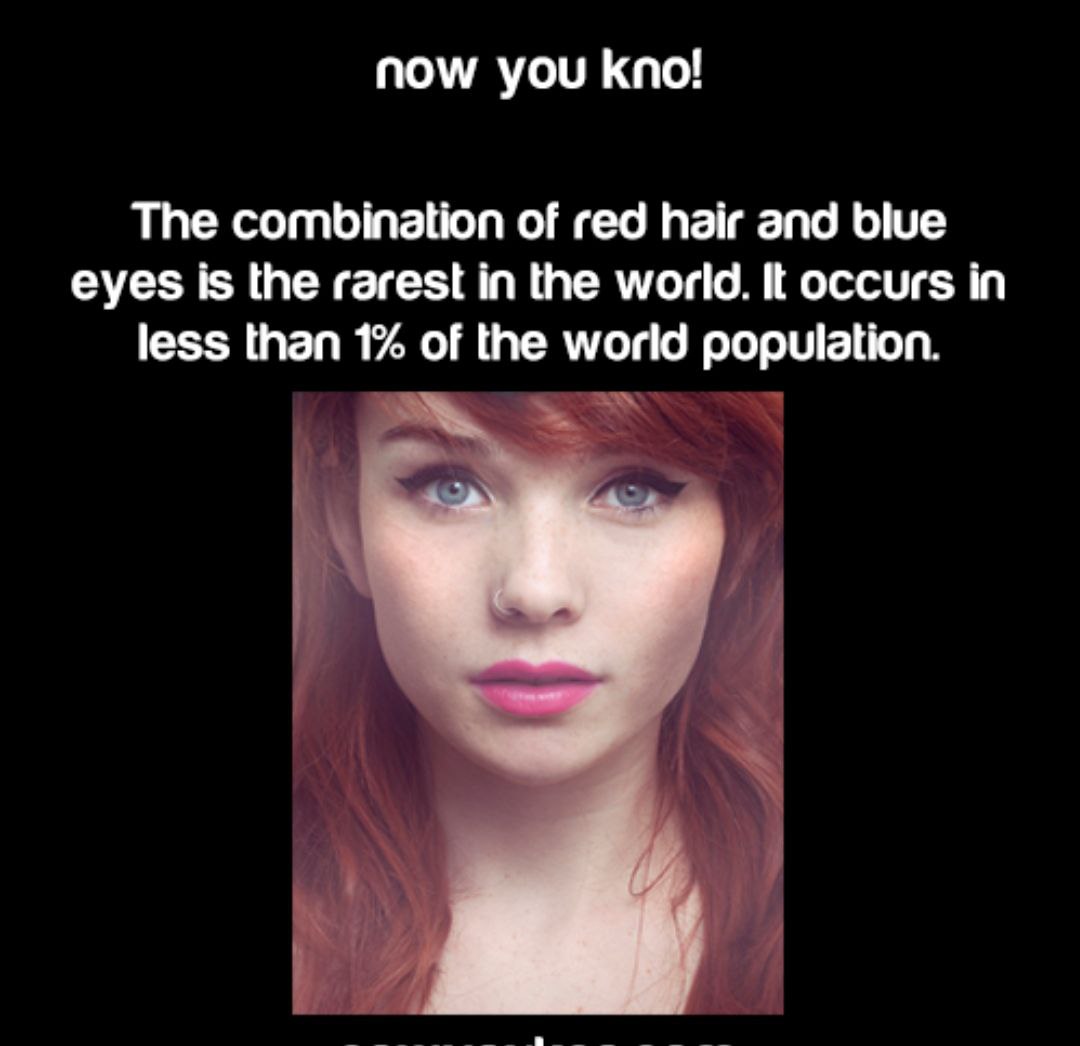 now you kno!
The combination of red hair and blue
eyes is the rarest in the world. It occurs in
less than 1% of the world population.